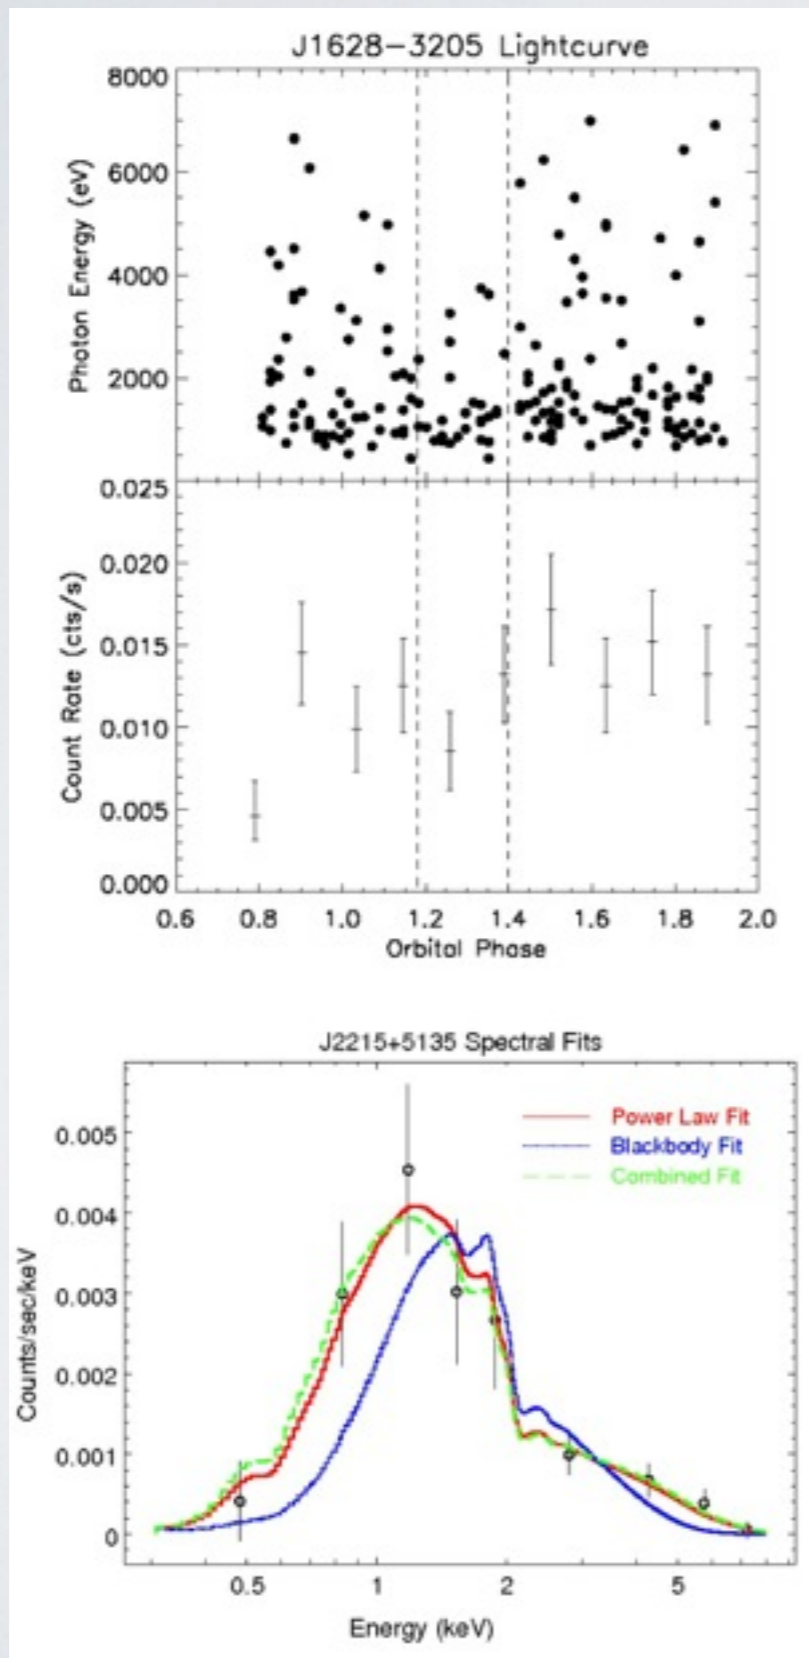 J1628-3205 Lightcurve
8000
6000
4000
2000
Photon Energy (eV)
0.025
0.020
0.015
0.010
0.005
0.000
Count Rate (cts/s)
0.6 0.8 1.0 1.2 1.4 1.6 1.8 2.0
Orbital Phase
J2215+5135 Spectral Fits
Power Law Fit
Blackbody Fit
Combined Fit
0.005
0.004
0.003
0.002
0.001
0
Counts/sec/keV
0.5 1 2 5
Energy (keV)